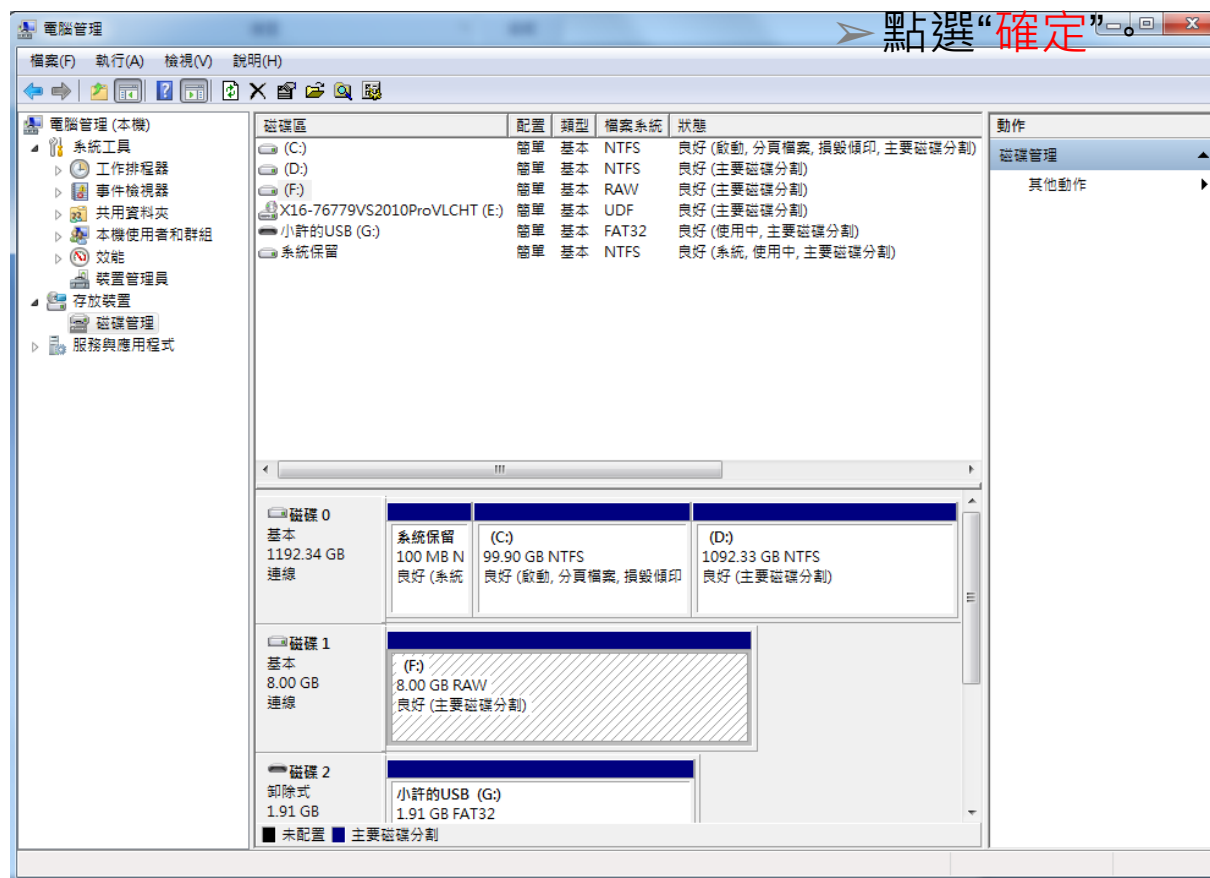 電腦管理
➢點選“確定”。
檔案(F) 執行(A) 檢視(V) 說明(H)
電腦管理 (本機)
系統工具
工作排程器
事件檢視器
共用資料夾
本機使用者和群組
效能
裝置管理員
存放裝置
磁碟管理
服務與應用程式
磁碟區 配置 類型 檔案系統 狀態
(C:) 簡單 基本 NTFS 良好 (啟動, 分頁檔案, 損毀傾印, 主要磁碟分割)
(D:) 簡單 基本 NTFS 良好 (主要磁碟分割)
(F:) 簡單 基本 RAW 良好 (主要磁碟分割)
X16-76779VS2010ProVLCHT (E:) 簡單 基本 UDF 良好 (主要磁碟分割)
小許的USB (G:) 簡單 基本 FAT32 良好 (使用中, 主要磁碟分割)
系統保留 簡單 基本 NTFS 良好 (系統, 使用中, 主要磁碟分割)
動作
磁碟管理
其他動作
磁碟 0
基本
1192.34 GB
連線
系統保留
100 MB N
良好 (系統
(C:)
99.90 GB NTFS
良好 (啟動, 分頁檔案, 損毀傾印
(D:)
1092.33 GB NTFS
良好 (主要磁碟分割)
磁碟 1
基本
8.00 GB
連線
(F:)
8.00 GB RAW
良好 (主要磁碟分割)
磁碟 2
卸除式
1.91 GB
小許的USB (G:)
1.91 GB FAT32
未配置 主要磁碟分割